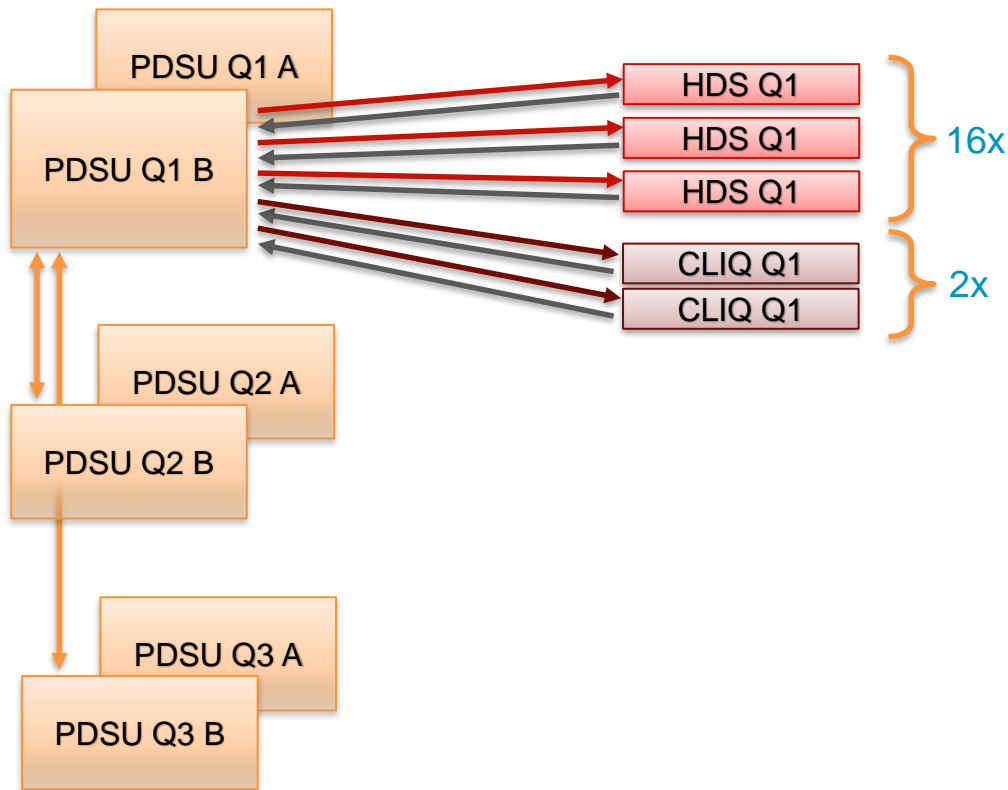 PDSU Q1 A
PDSU Q1 B
HDS Q1
HDS Q1
HDS Q1
16x
CLIQ Q1
CLIQ Q1
2x
PDSU Q2 A
PDSU Q2 B
PDSU Q3 A
PDSU Q3 B